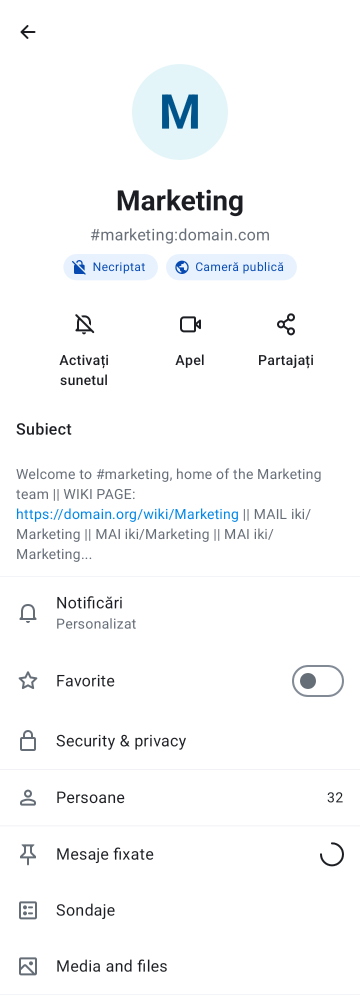 M
Marketing
#marketing:domain.com
Necriptat
Cameră publică
Activați
sunetul
Apel
Partajați
Subiect
Welcome to #marketing, home of the Marketing
team || WIKI PAGE:
https://domain.org/wiki/Marketing || MAIL iki/
Marketing || MAI iki/Marketing || MAI iki/
Marketing...
Notificări
Personalizat
Favorite
Security & privacy
Persoane 32
Mesaje fixate
Sondaje
Media and files